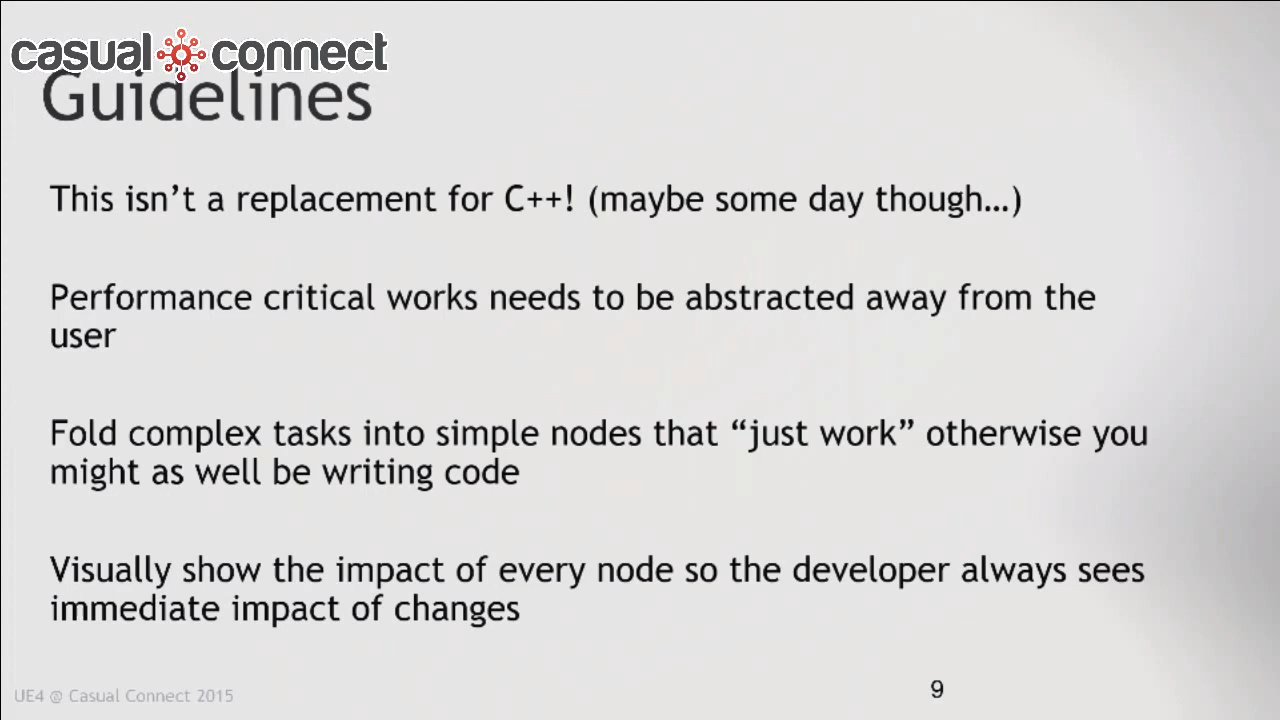 casual connect
Guidelines
This isn’t a replacement for C++! (maybe some day though…)
Performance critical works needs to be abstracted away from the
user
Fold complex tasks into simple nodes that “just work” otherwise you
might as well be writing code
Visually show the impact of every node so the developer always sees
immediate impact of changes
UE4 @ Casual Connect 2015
9